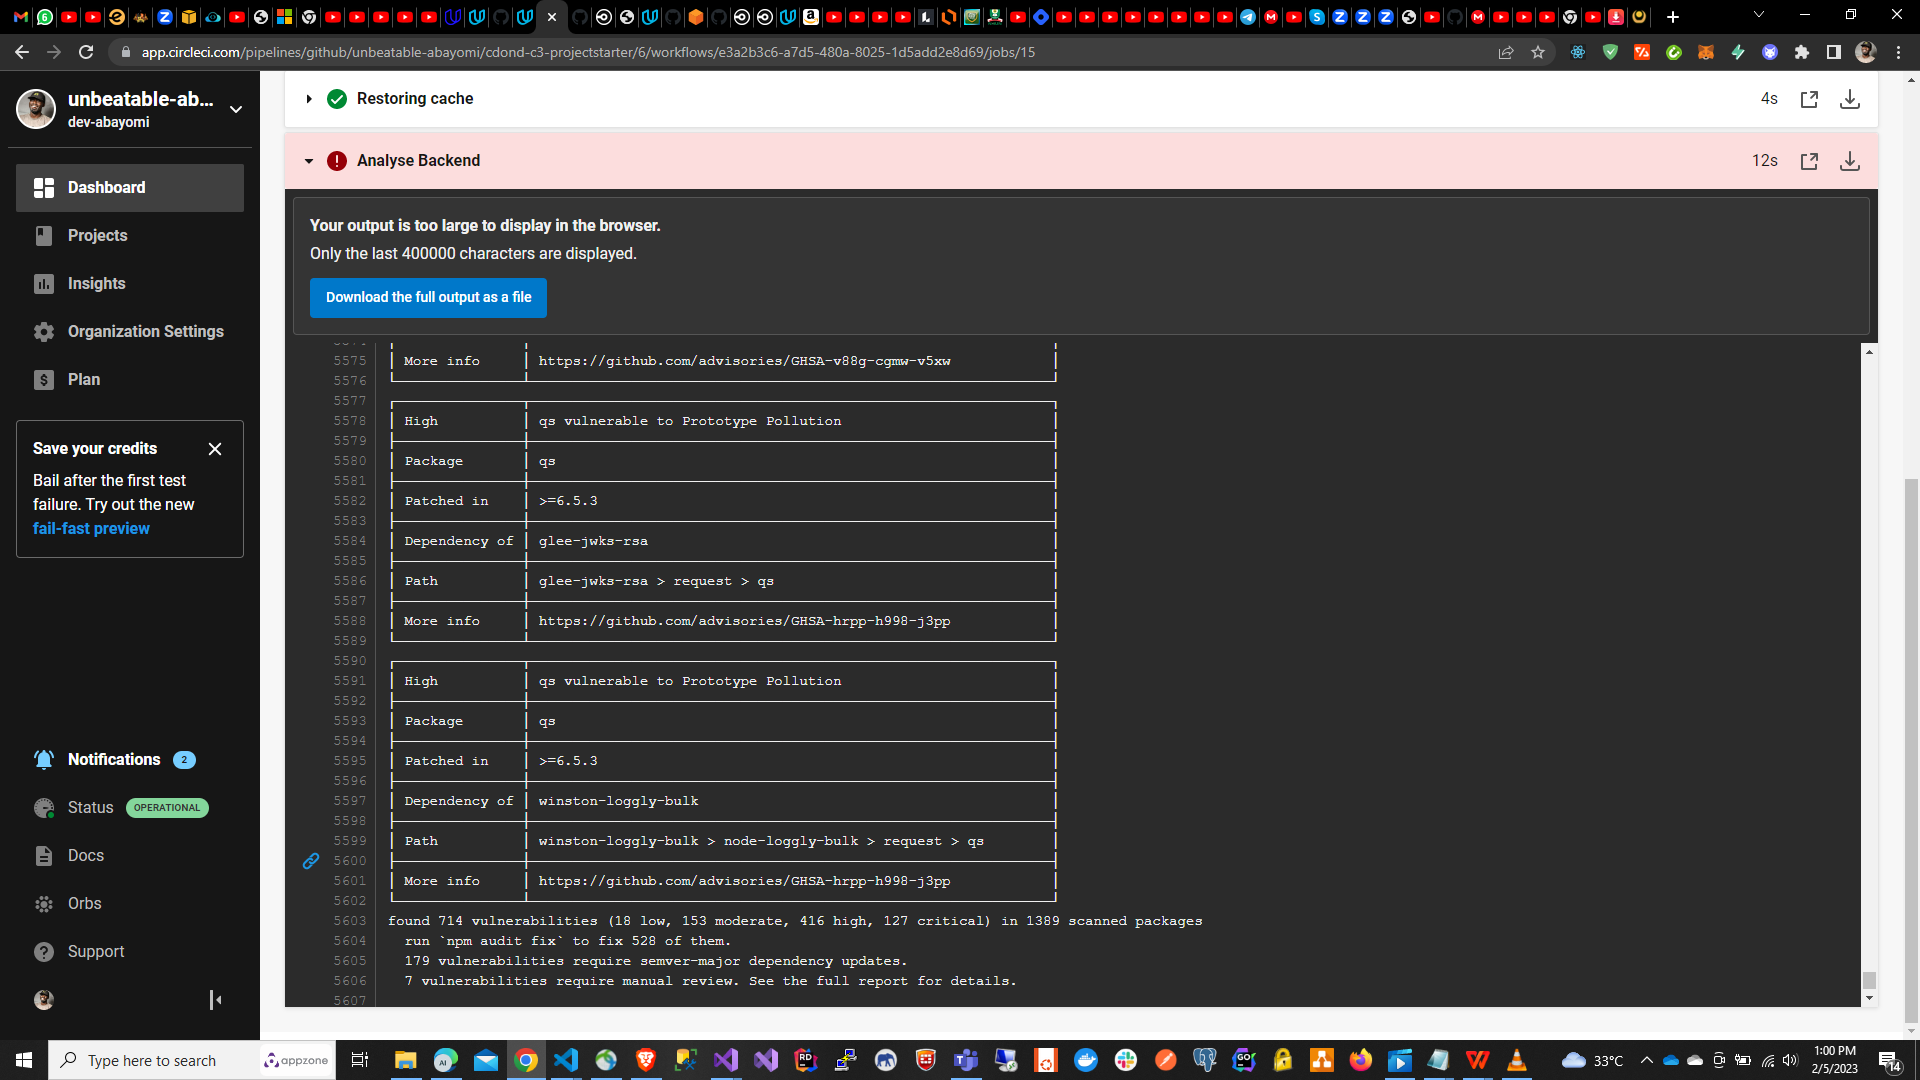 app.circleci.com/pipelines/github/unbeatable-abayomi/cdond-c3-projectstarter/6/workflows/e3a2b3c6-a7d5-480a-8025-1d5add2e8d69/jobs/15
unbeatable-ab...
dev-abayomi
Dashboard
Projects
Insights
Organization Settings
Plan
Save your credits
Bail after the first test
failure. Try out the new
fail-fast preview
Notifications 2
Status OPERATIONAL
Docs
Orbs
Support
Restoring cache 4s
Analyse Backend 12s
Your output is too large to display in the browser.
Only the last 400000 characters are displayed.
Download the full output as a file
5575 More info https://github.com/advisories/GHSA-v88g-cgmw-v5xw
5576
5577
5578 High qs vulnerable to Prototype Pollution
5579
5580 Package qs
5581
5582 Patched in >=6.5.3
5583
5584 Dependency of glee-jwks-rsa
5585
5586 Path glee-jwks-rsa > request > qs
5587
5588 More info https://github.com/advisories/GHSA-hrpp-h998-j3pp
5589
5590
5591 High qs vulnerable to Prototype Pollution
5592
5593 Package qs
5594
5595 Patched in >=6.5.3
5596
5597 Dependency of winston-loggly-bulk
5598
5599 Path winston-loggly-bulk > node-loggly-bulk > request > qs
5600
5601 More info https://github.com/advisories/GHSA-hrpp-h998-j3pp
5602
5603 found 714 vulnerabilities (18 low, 153 moderate, 416 high, 127 critical) in 1389 scanned packages
5604 run `npm audit fix` to fix 528 of them.
5605 179 vulnerabilities require semver-major dependency updates.
5606 7 vulnerabilities require manual review. See the full report for details.
5607
Type here to search
appzone
33°C
1:00 PM
2/5/2023
14